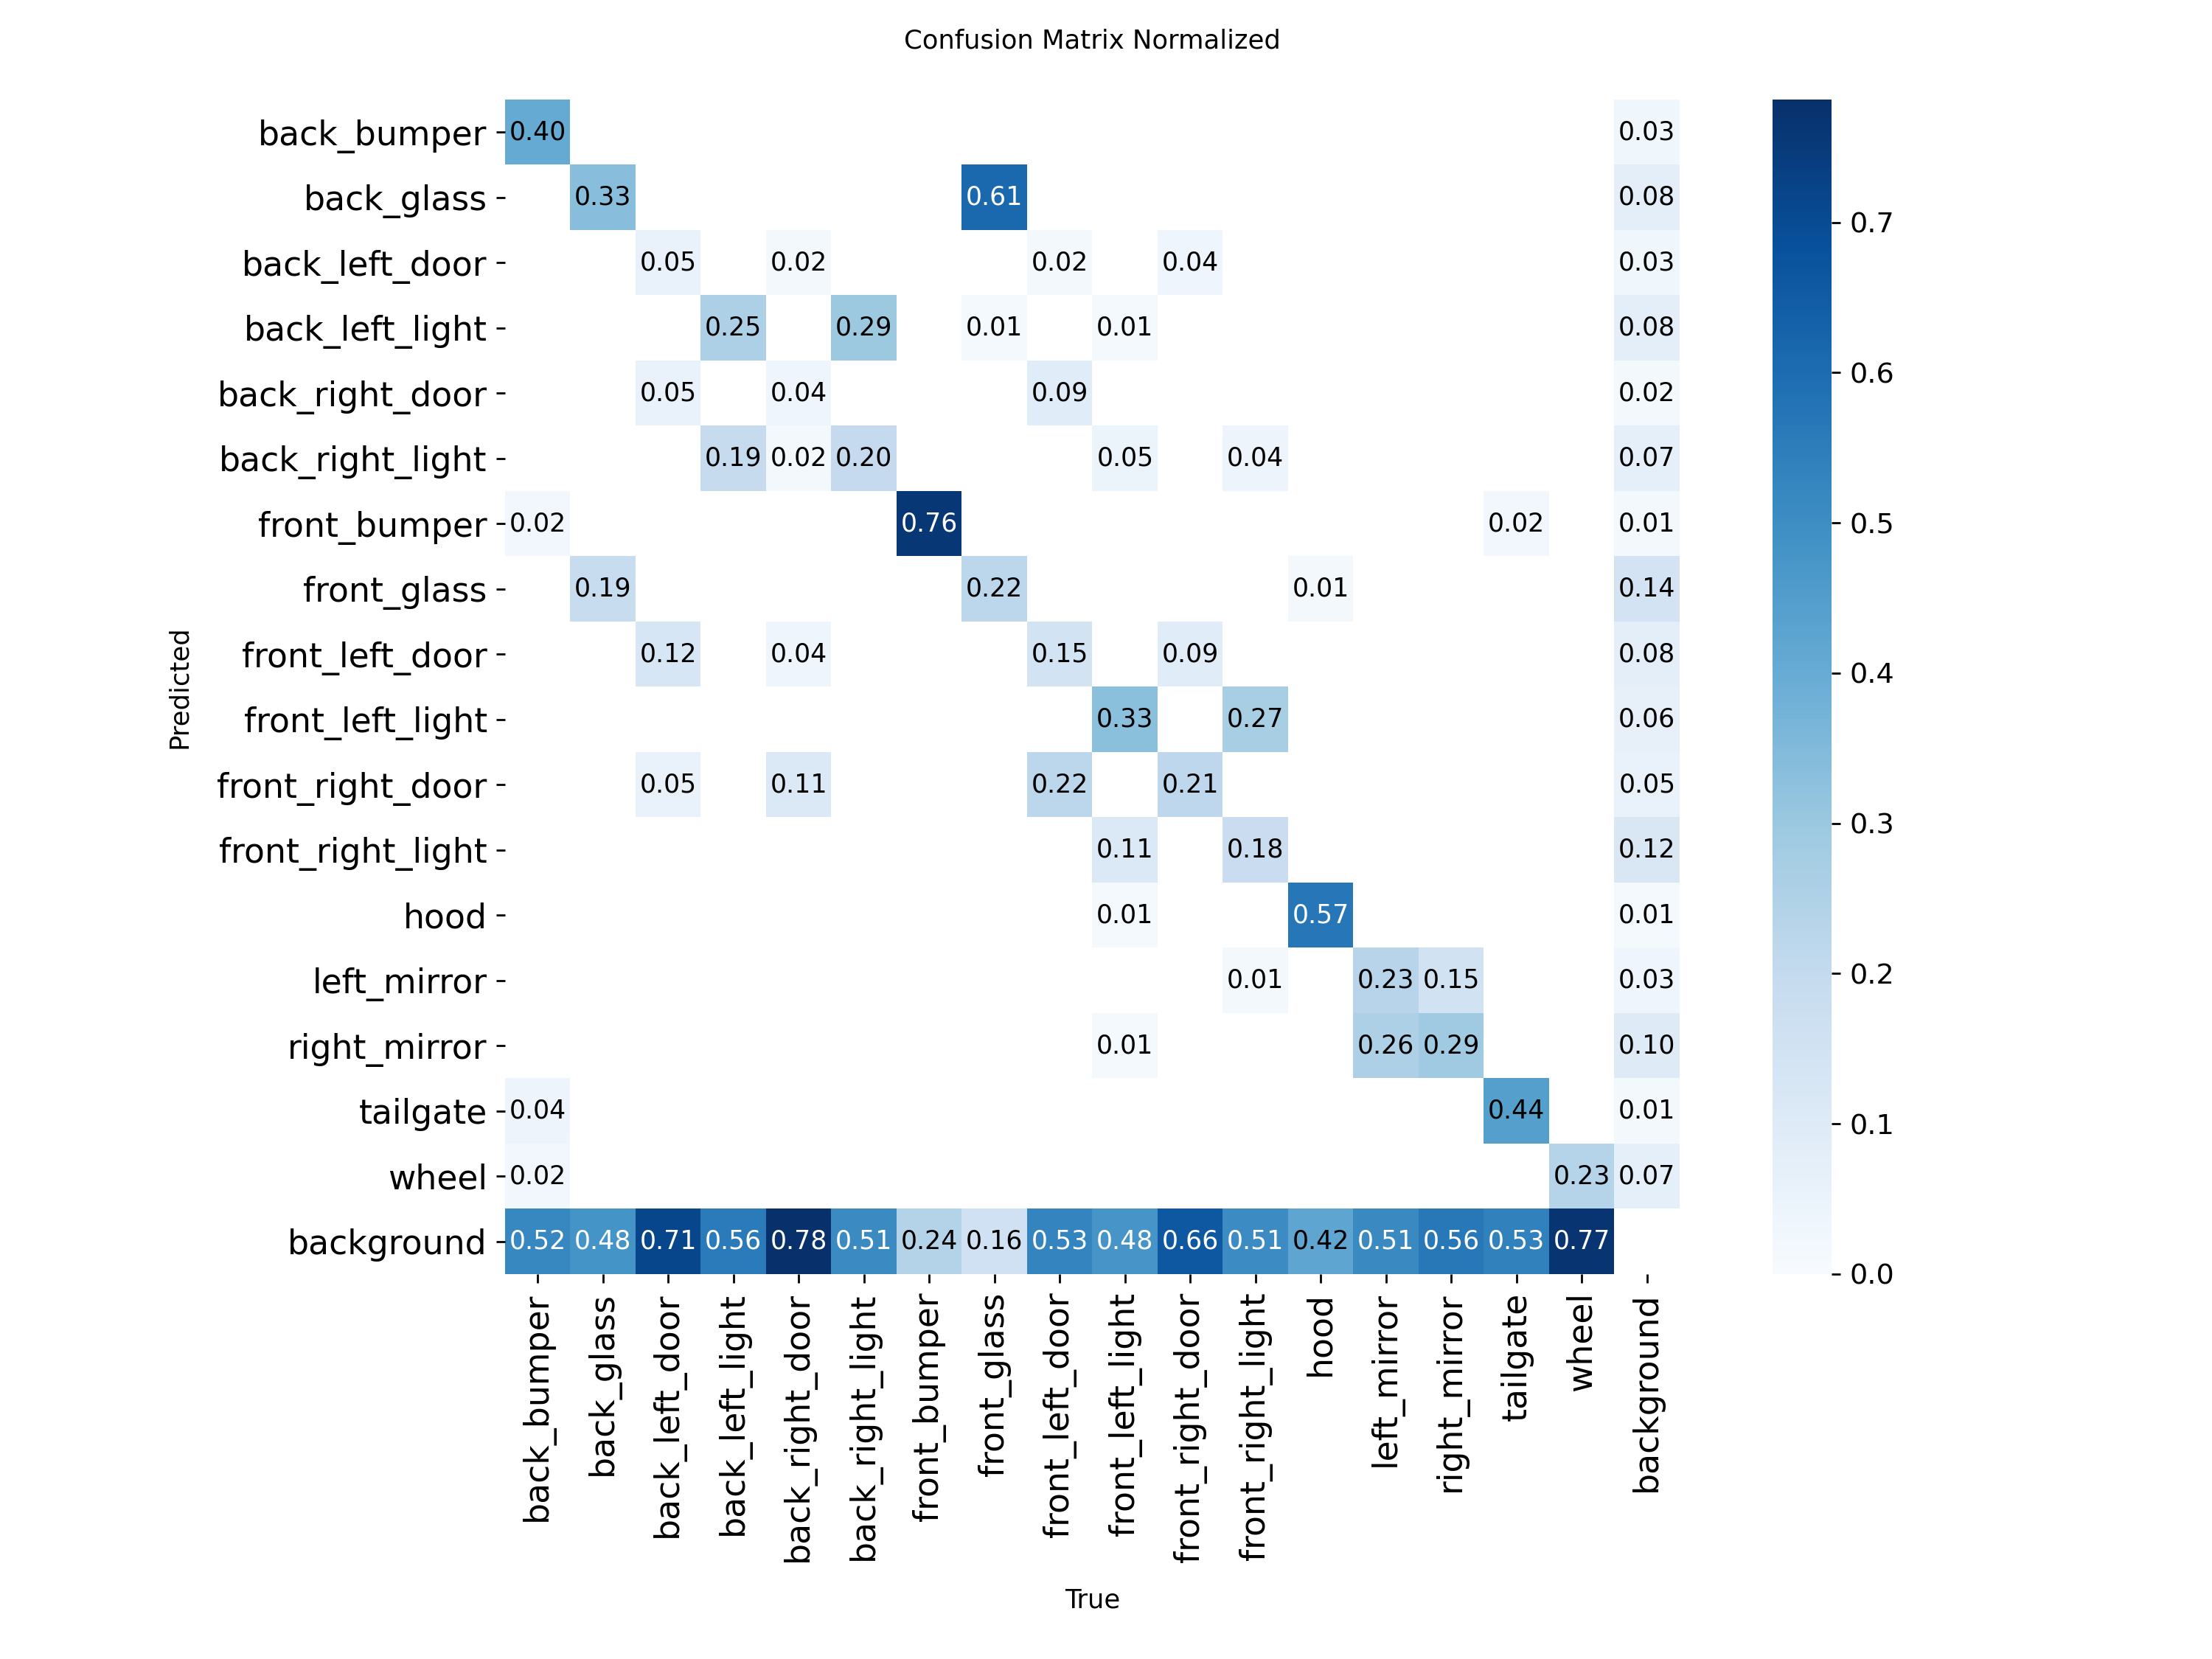 Confusion Matrix Normalized
back_bumper 0.40 0.03
back_glass 0.33 0.61 0.08
back_left_door 0.05 0.02 0.02 0.04 0.03
back_left_light 0.25 0.29 0.01 0.01 0.08
back_right_door 0.05 0.04 0.09 0.02
back_right_light 0.19 0.02 0.20 0.05 0.04 0.07
front_bumper 0.02 0.76 0.02 0.01
front_glass 0.19 0.22 0.01 0.14
front_left_door 0.12 0.04 0.15 0.09 0.08
front_left_light 0.33 0.27 0.06
front_right_door 0.05 0.11 0.22 0.21 0.05
front_right_light 0.11 0.18 0.12
hood 0.01 0.57 0.01
left_mirror 0.01 0.23 0.15 0.03
right_mirror 0.01 0.26 0.29 0.10
tailgate 0.04 0.44 0.01
wheel 0.02 0.23 0.07
background 0.52 0.48 0.71 0.56 0.78 0.51 0.24 0.16 0.53 0.48 0.66 0.51 0.42 0.51 0.56 0.53 0.77
Predicted
back_bumper
back_glass
back_left_door
back_left_light
back_right_door
back_right_light
front_bumper
front_glass
front_left_door
front_left_light
front_right_door
front_right_light
hood
left_mirror
right_mirror
tailgate
wheel
background
True
0.7
0.6
0.5
0.4
0.3
0.2
0.1
0.0